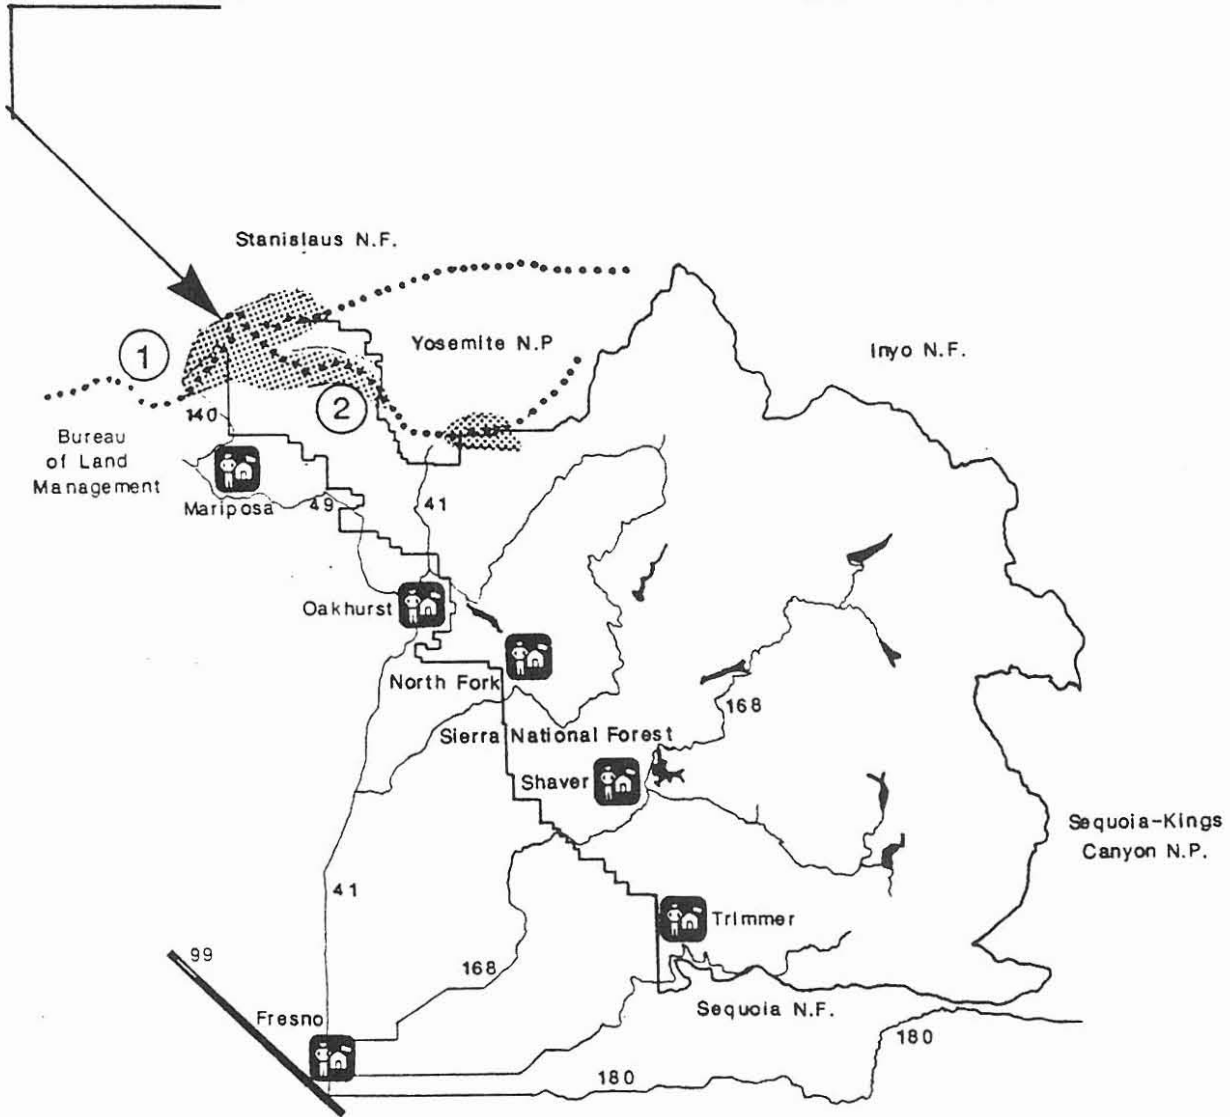 Stanislaus N.F.
1
Yosemite N.P
Inyo N.F.
2
140
Bureau
of Land
Management
Mariposa
49
41
Oakhurst
North Fork
168
Sierra National Forest
Shaver
Sequoia-Kings
Canyon N.P.
41
Trimmer
99
168
Sequoia N.F.
Fresno
180
180